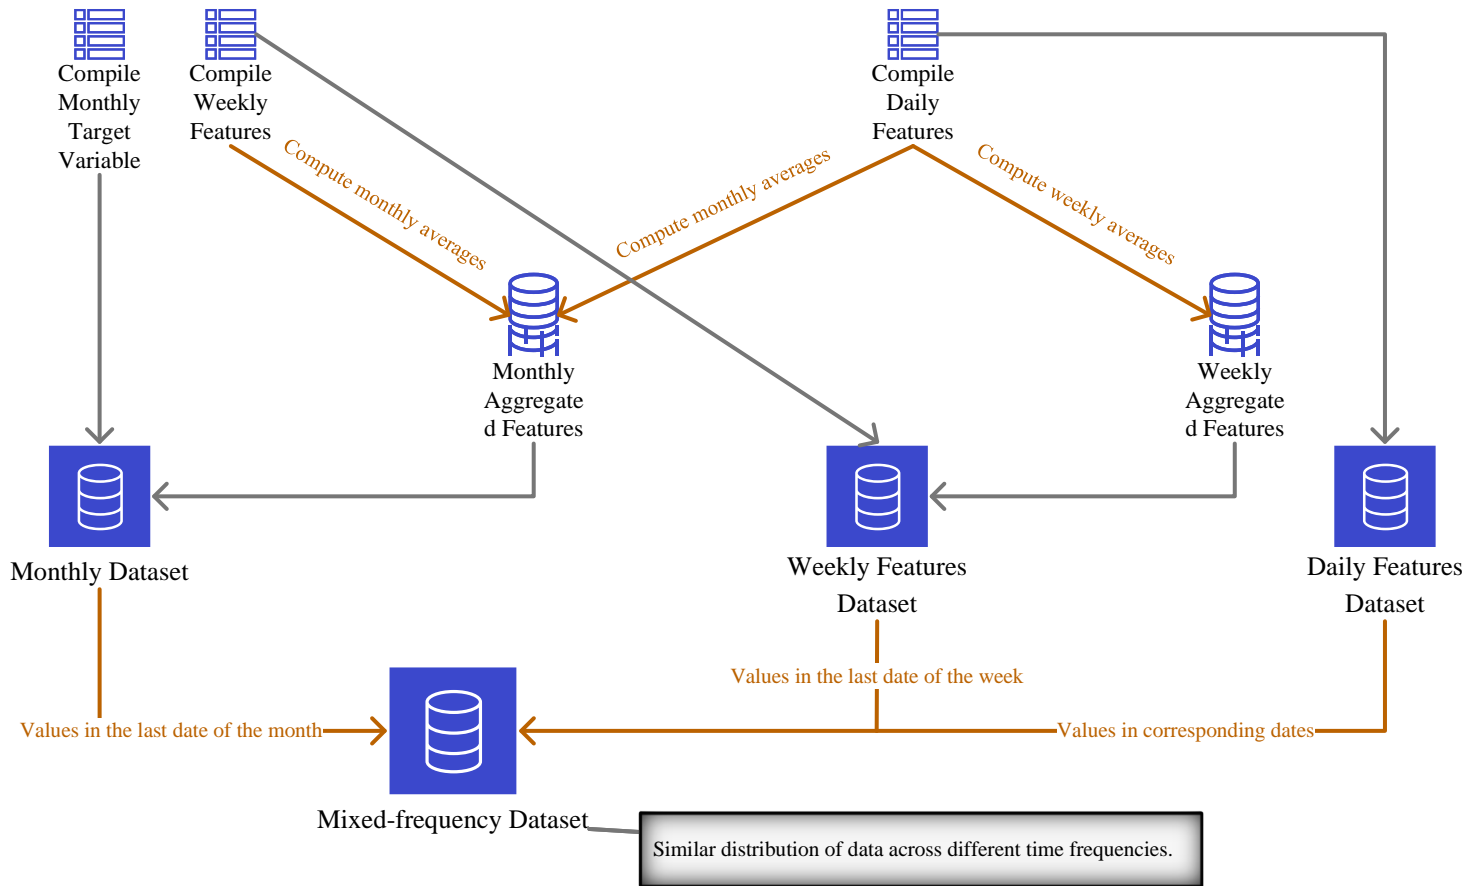 Compile
Monthly
Target
Variable
Compile
Weekly
Features
Compile
Daily
Features
Compute monthly averages
Compute monthly averages
Compute weekly averages
Monthly
Aggregate
d Features
Weekly
Aggregate
d Features
Monthly Dataset
Weekly Features
Dataset
Daily Features
Dataset
Values in the last date of the week
Values in the last date of the month
Values in corresponding dates
Mixed-frequency Dataset
Similar distribution of data across different time frequencies.